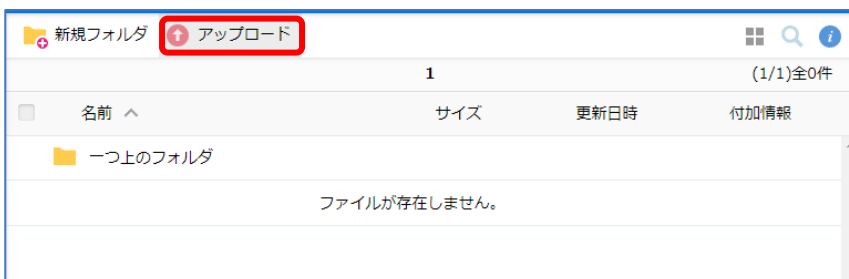 新規フォルダ アップロード
1 (1/1)全0件
名前 サイズ 更新日時 付加情報
一つ上のフォルダ
ファイルが存在しません。